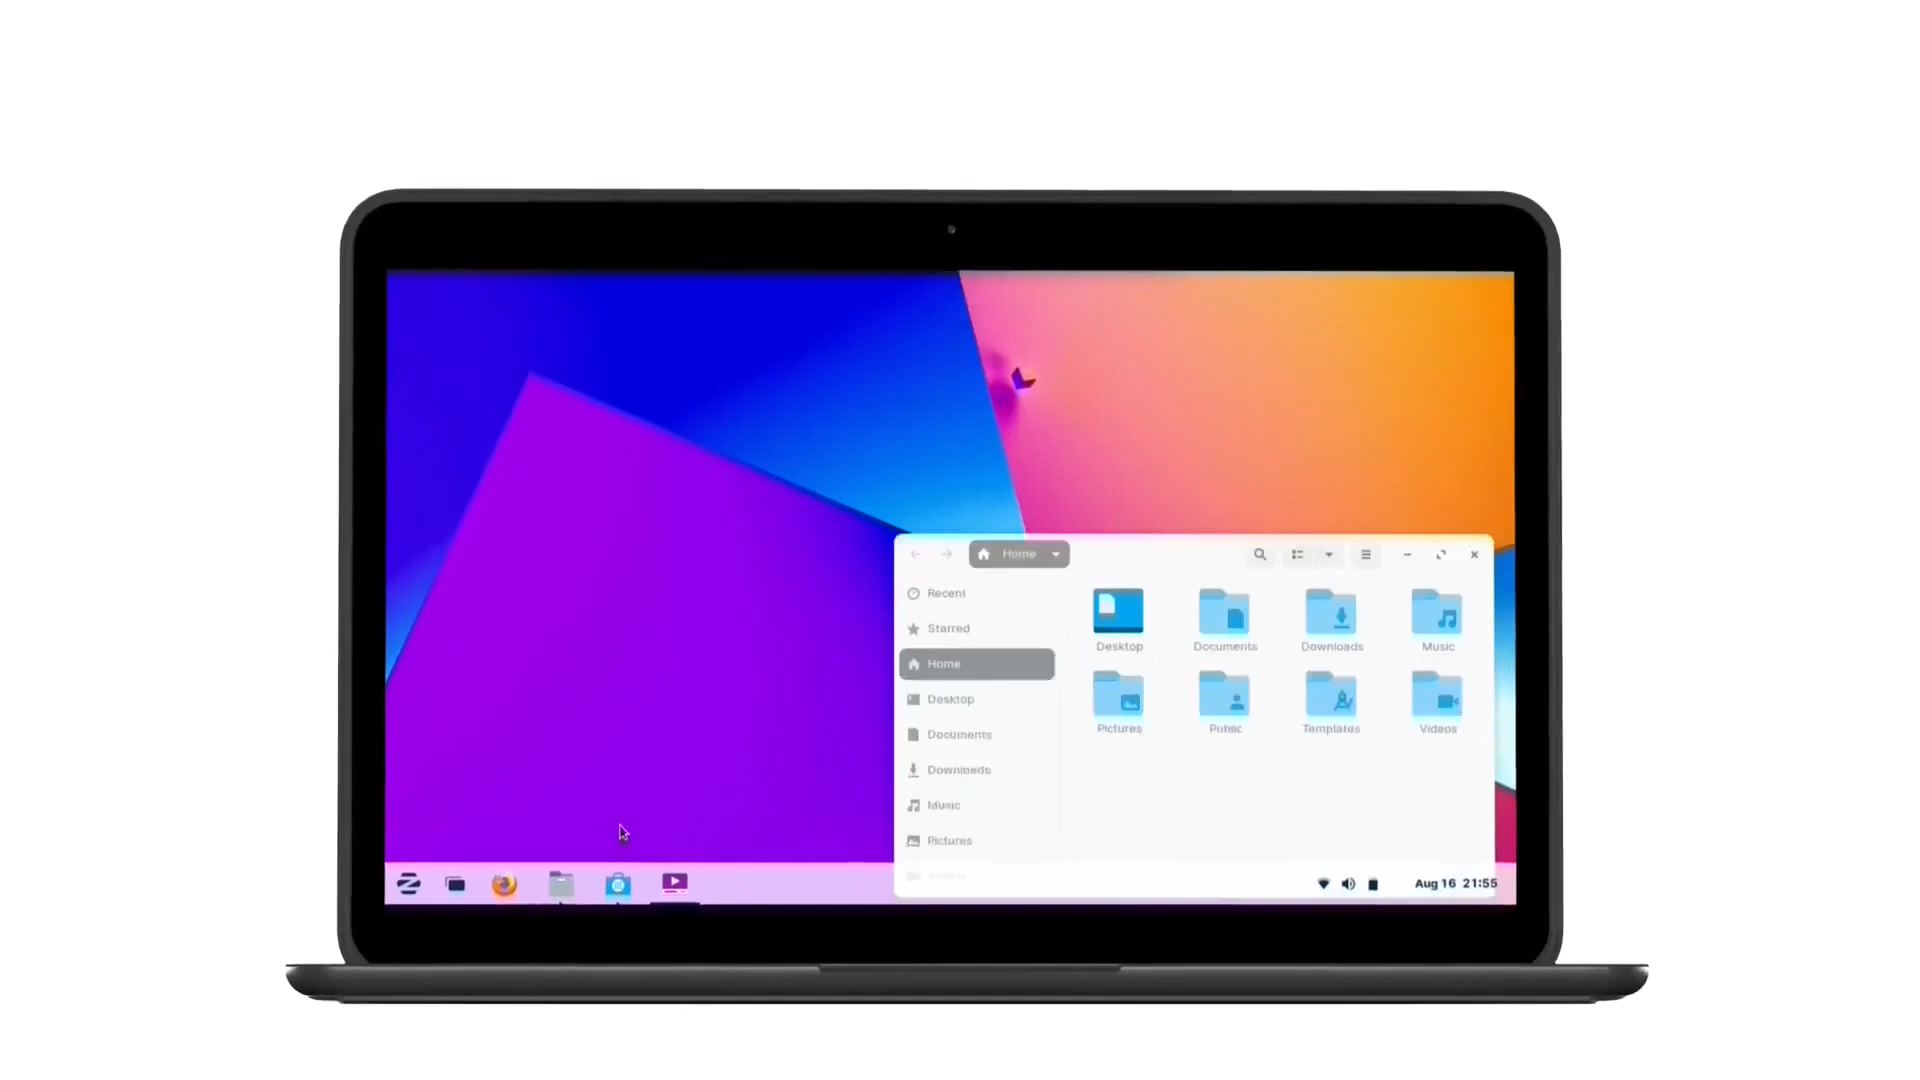 Home
Recent
Starred
Home
Desktop
Documents
Downloads
Music
Pictures
Desktop
Documents
Downloads
Music
Pictures
Public
Templates
Videos
Aug 16 21:55